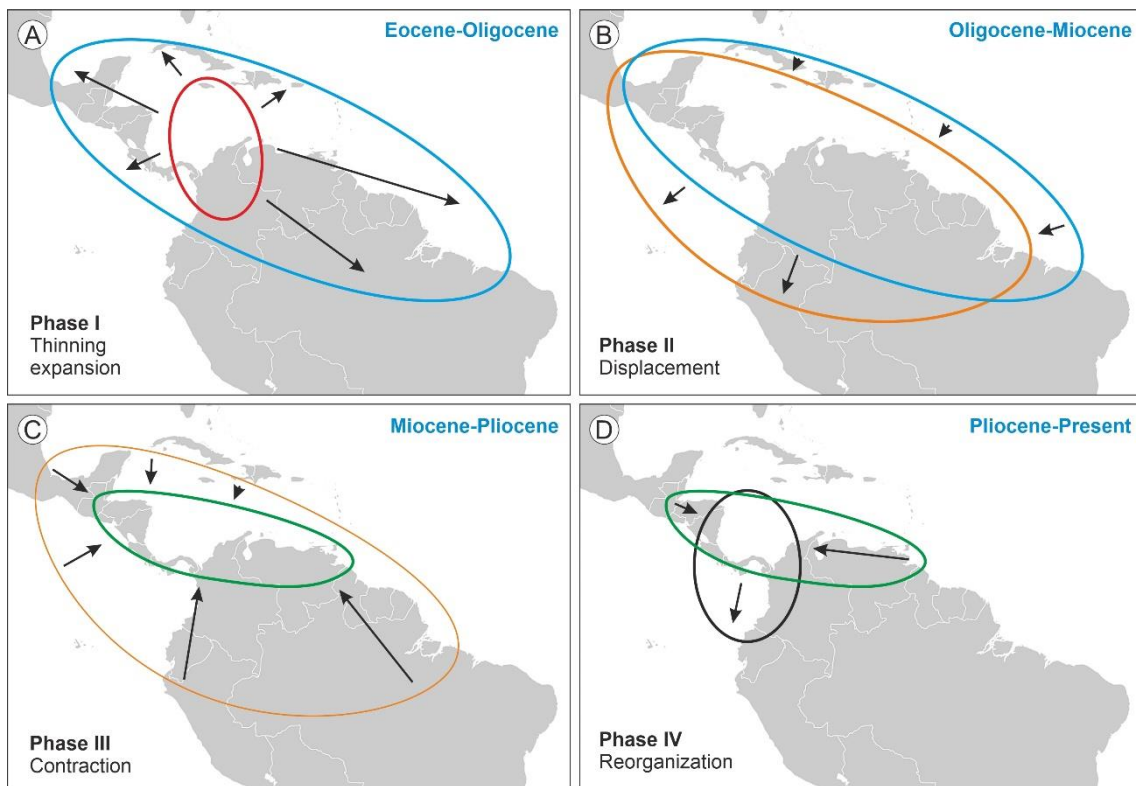 A
Eocene-Oligocene
Phase I
Thinning
expansion
B
Oligocene-Miocene
Phase II
Displacement
C
Miocene-Pliocene
Phase III
Contraction
D
Pliocene-Present
Phase IV
Reorganization